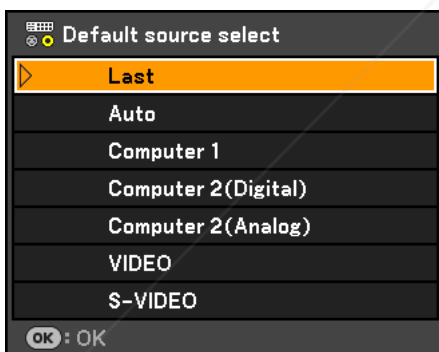 Default source select
Last
Auto
Computer 1
Computer 2(Digital)
Computer 2(Analog)
VIDEO
S-VIDEO
OK : OK